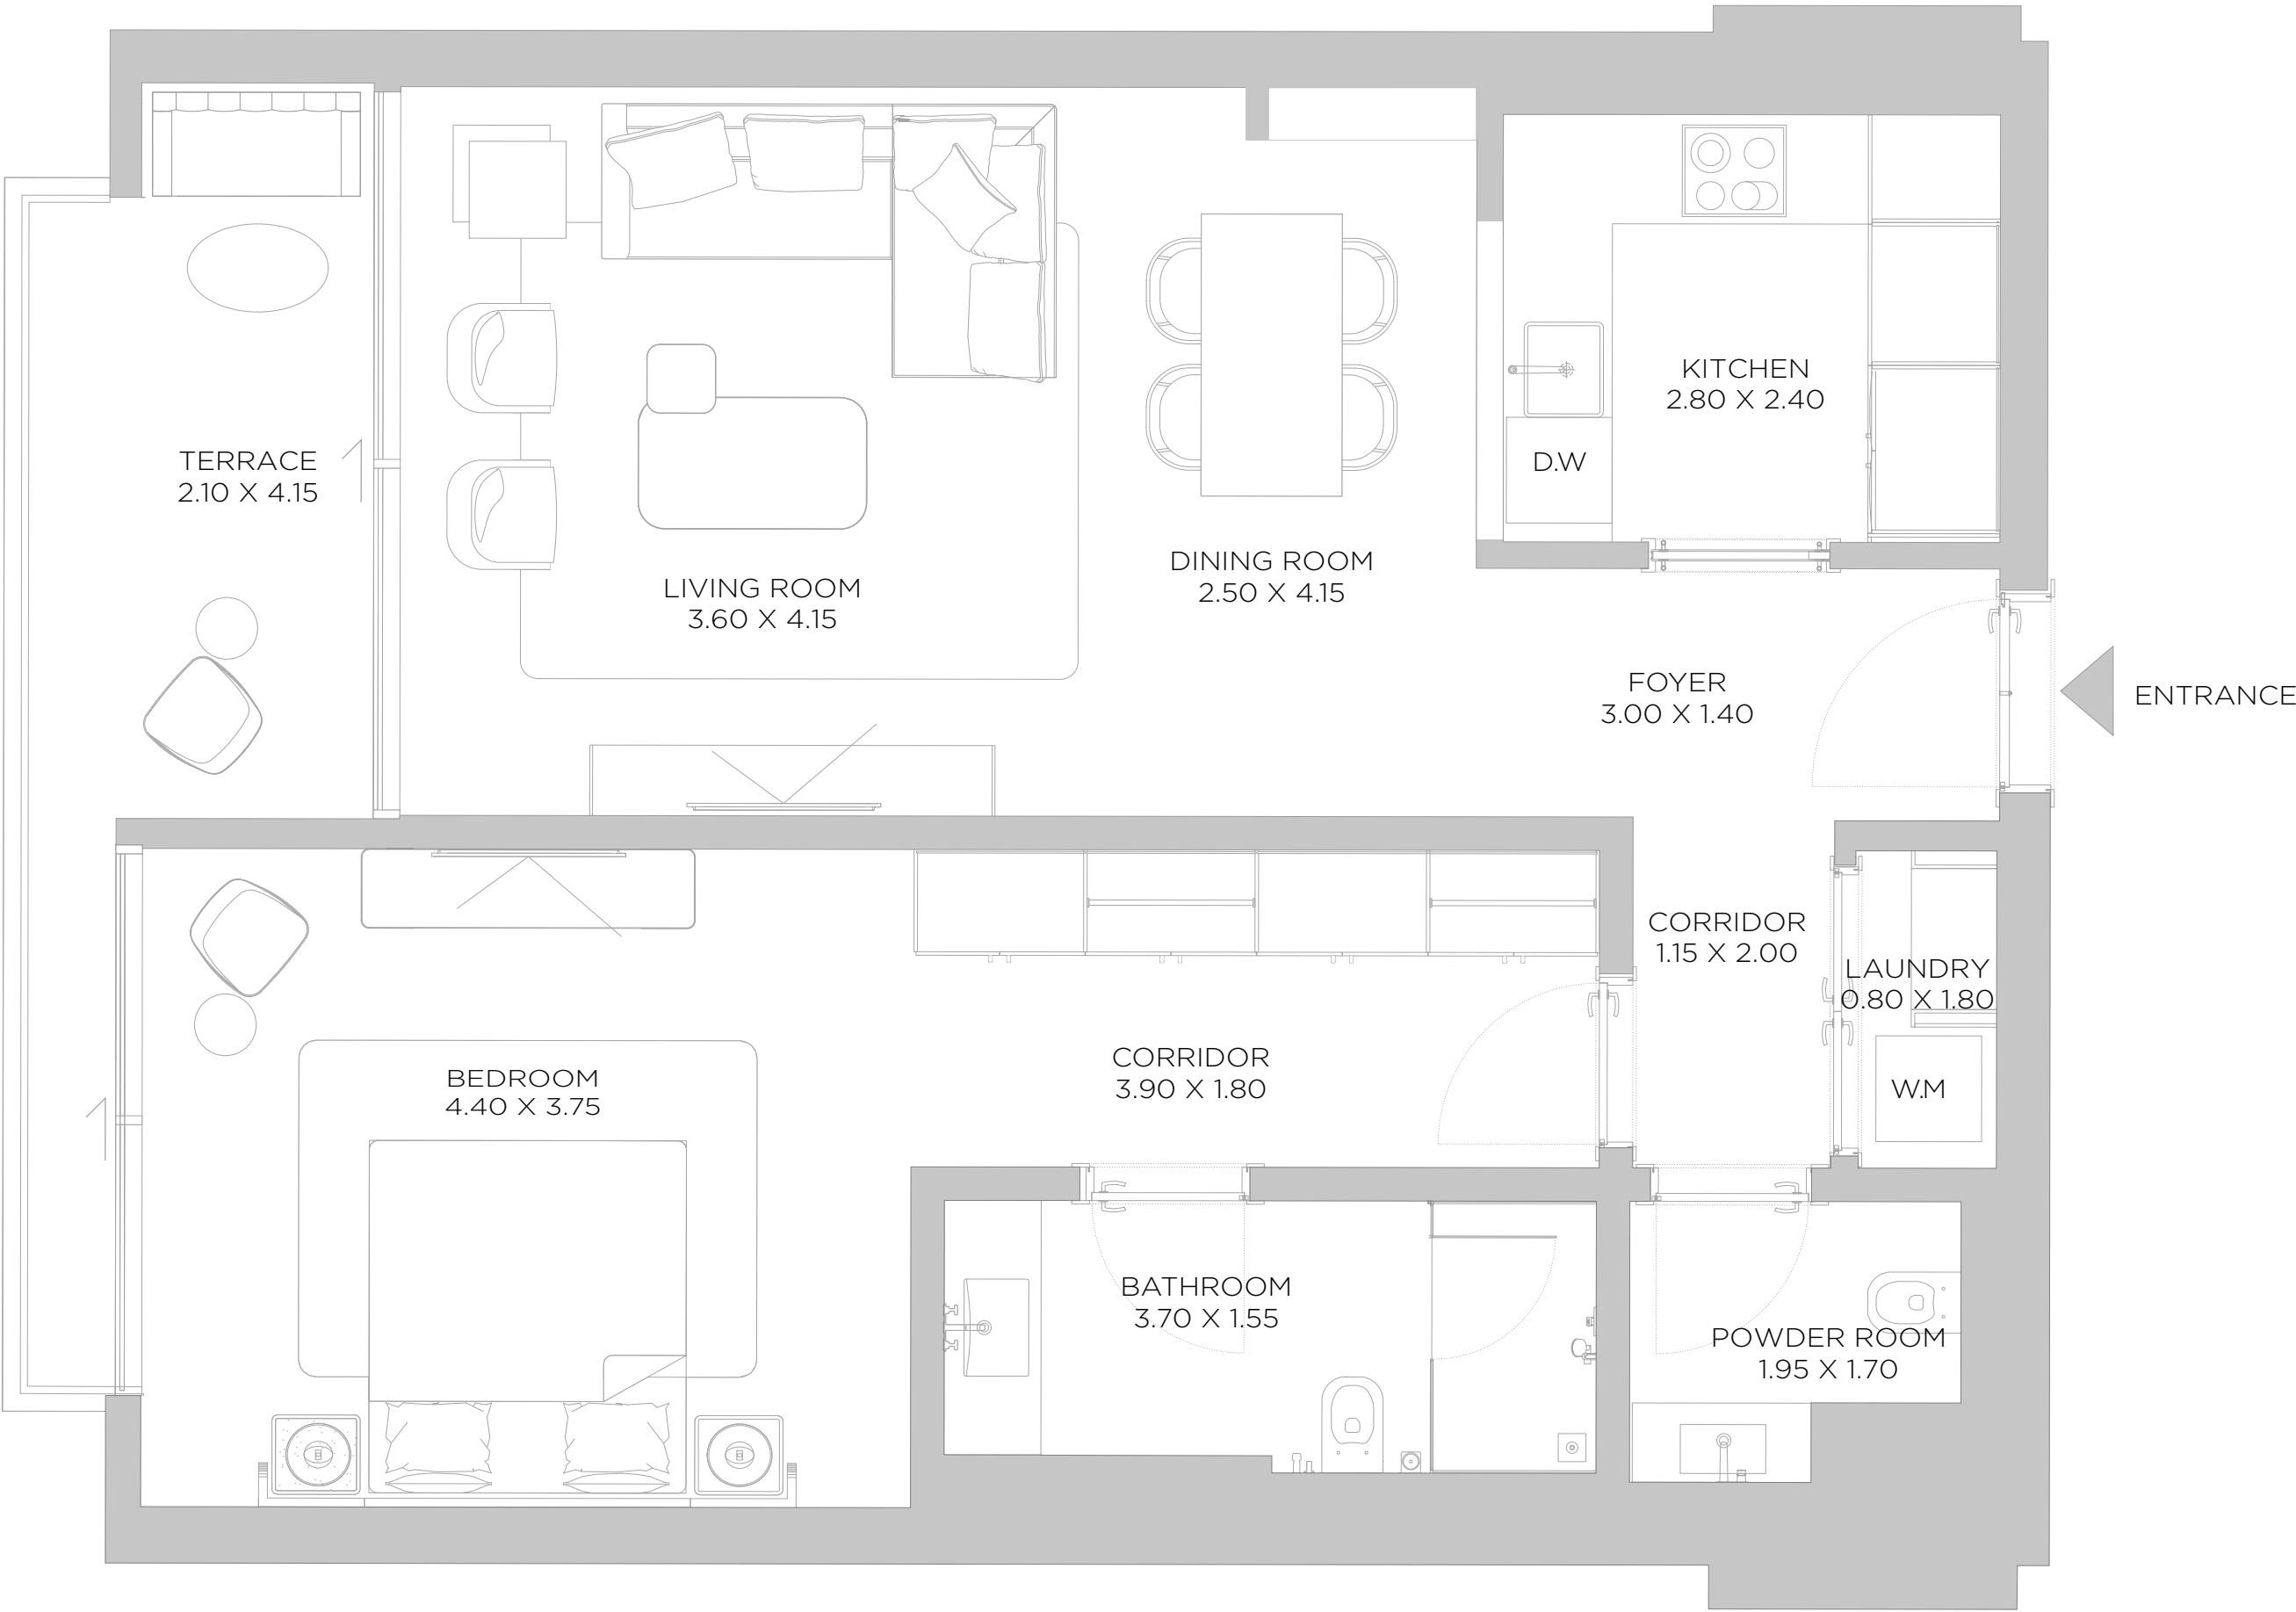 KITCHEN
2.80 X 2.40
D.W
TERRACE
2.10 X 4.15
LIVING ROOM
3.60 X 4.15
DINING ROOM
2.50 X 4.15
FOYER
3.00 X 1.40
ENTRANCE
CORRIDOR
1.15 X 2.00
LAUNDRY
0.80 X 1.80
W.M
BEDROOM
4.40 X 3.75
CORRIDOR
3.90 X 1.80
BATHROOM
3.70 X 1.55
POWDER ROOM
1.95 X 1.70